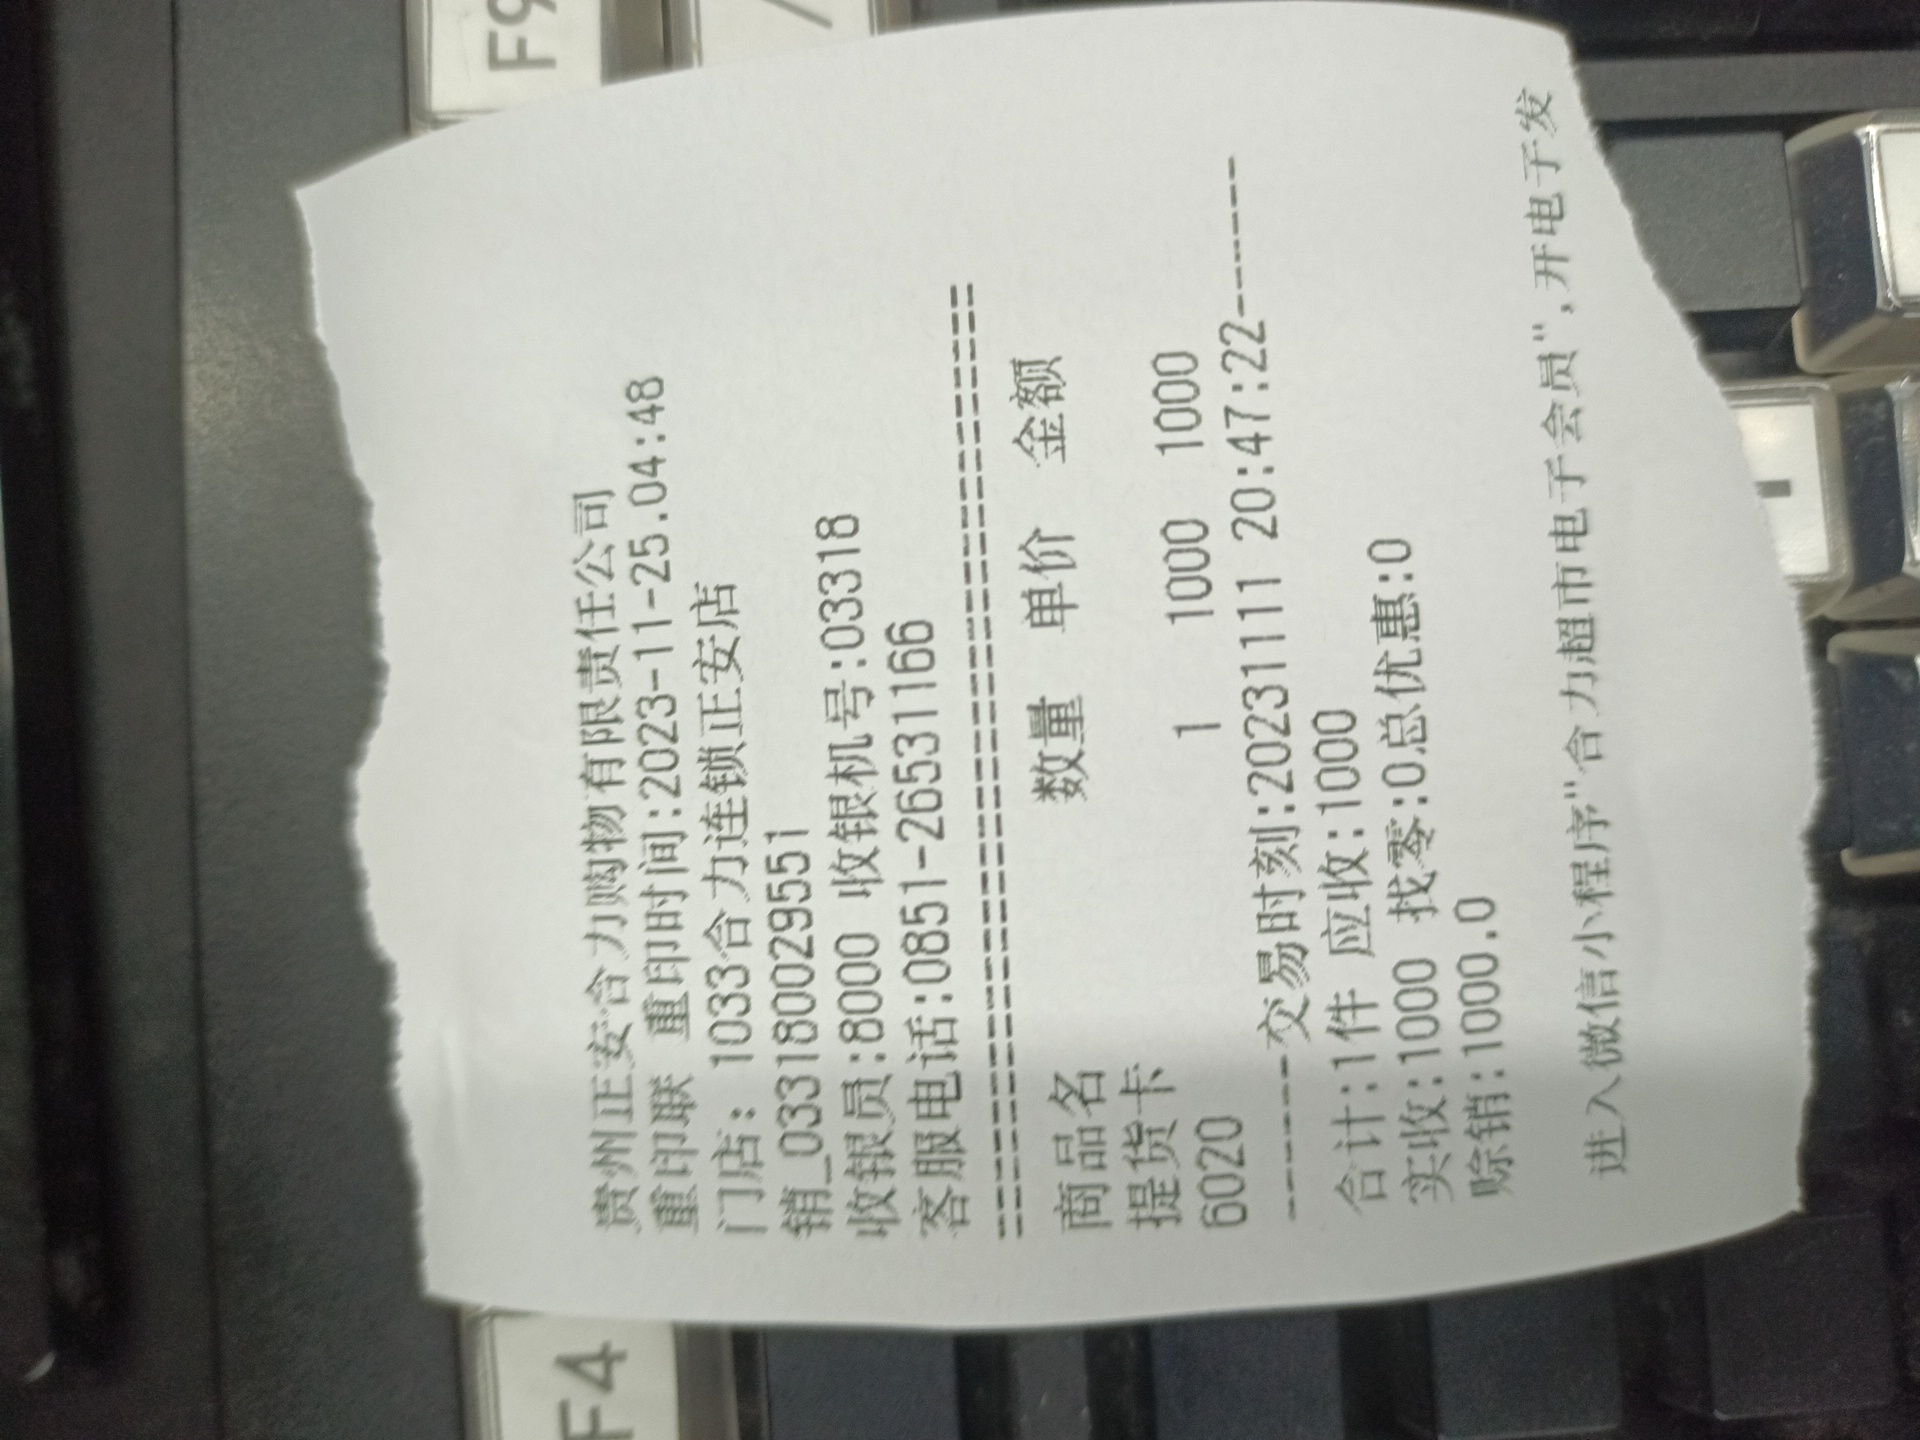 贵州正安合力购物有限责任公司
重印联 重印时间:2023-11-25.04:48
门店: 1033合力连锁正安店
销_0331800029551
收银员:8000 收银机号:03318
客服电话:0851-26531166
商品名 数量 单价 金额
提货卡
6020 1 1000 1000
--------交易时刻:20231111 20:47:22--------
合计:1件 应收:1000
实收:1000 找零:0总优惠:0
赊销:1000.0
进入微信小程序"合力超市电子会员",开电子发
F4
F9